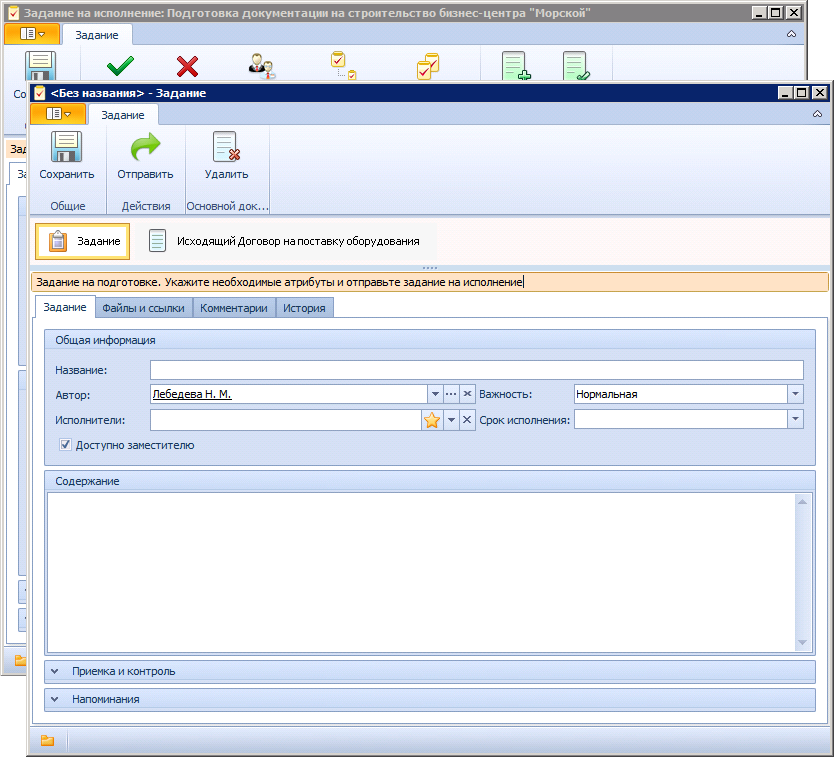 Задание на исполнение: Подготовка документации на строительство бизнес-центра "Морской"
Задание
<Без названия> - Задание
Задание
Сохранить
Отправить
Удалить
Общие
Действия
Основной док...
Задание
Исходящий Договор на поставку оборудования
Задание на подготовке. Укажите необходимые атрибуты и отправьте задание на исполнение
Задание
Файлы и ссылки
Комментарии
История
Общая информация
Название:
Автор:
Лебедева Н. М.
Важность:
Нормальная
Исполнители:
Срок исполнения:
Доступно заместителю
Содержание
Приемка и контроль
Напоминания